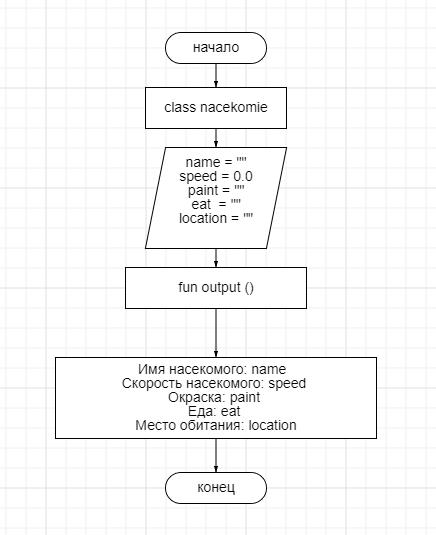 начало
class nacekomie
name = ""
speed = 0.0
paint = ""
eat = ""
location = ""
fun output ()
Имя насекомого: name
Скорость насекомого: speed
Окраска: paint
Еда: eat
Место обитания: location
конец